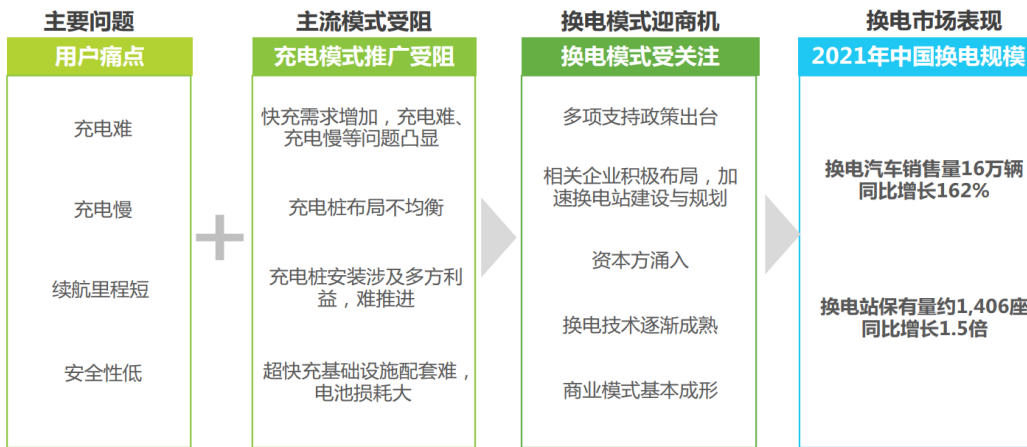 主要问题
用户痛点
充电难
充电慢
续航里程短
安全性低
主流模式受阻
充电模式推广受阻
快充需求增加，充电难、
充电慢等问题凸显
充电桩布局不均衡
充电桩安装涉及多方利
益，难推进
超快充基础设施配套难，
电池损耗大
换电模式迎商机
换电模式受关注
多项支持政策出台
相关企业积极布局，加
速换电站建设与规划
资本方涌入
换电技术逐渐成熟
商业模式基本成形
换电市场表现
2021年中国换电规模
换电汽车销售量16万辆
同比增长162%
换电站保有量约1,406座
同比增长1.5倍